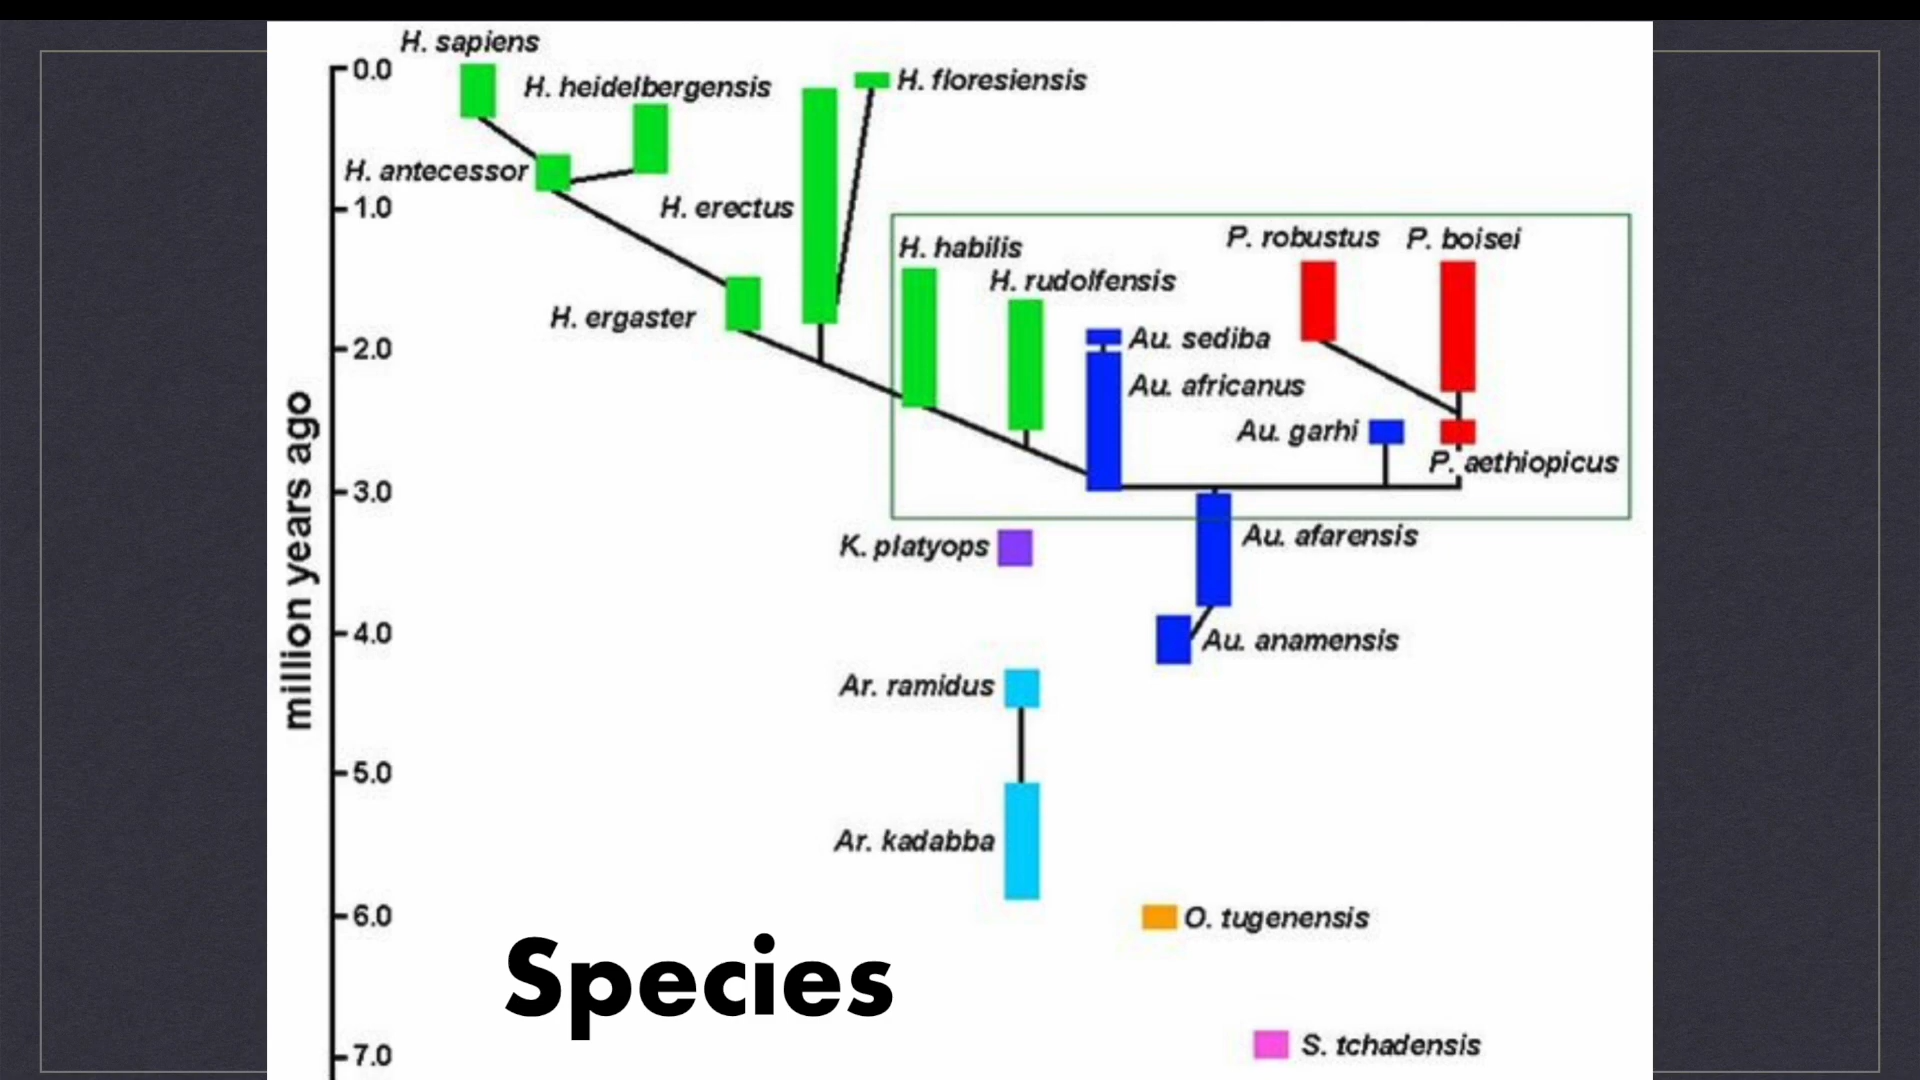 H. sapiens
0.0
H. floresiensis
H. heidelbergensis
H. antecessor
1.0
H. erectus
P. robustus
P. boisei
H. habilis
H. rudolfensis
H. ergaster
Au. sediba
2.0
Au. africanus
Au. garhi
P. aethiopicus
3.0
Au. afarensis
K. platyops
million years ago
4.0
Au. anamensis
Ar. ramidus
5.0
Ar. kadabba
6.0
O. tugenensis
Species
S. tchadensis
7.0